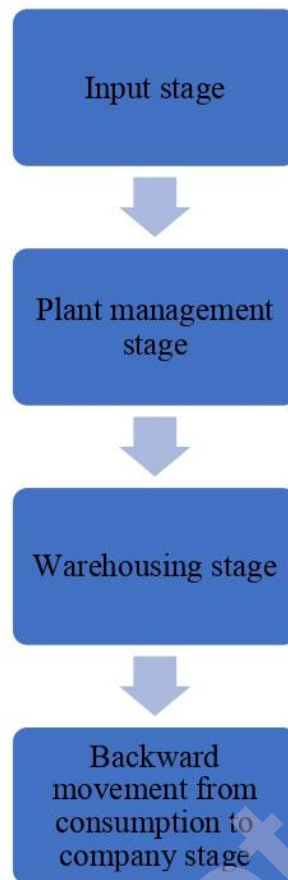 Input stage
Plant management
stage
Warehousing stage
Backward
movement from
consumption to
company stage